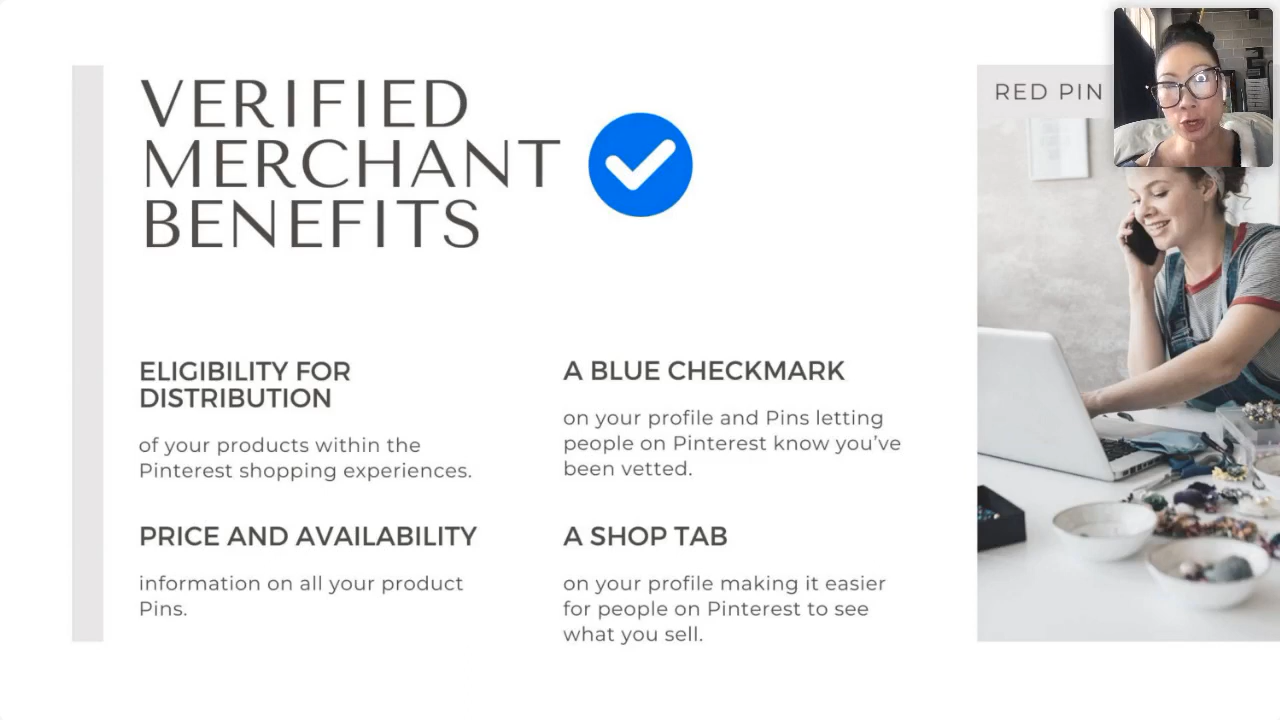 VERIFIED
MERCHANT
BENEFITS
RED PIN
ELIGIBILITY FOR
DISTRIBUTION
of your products within the
Pinterest shopping experiences.
A BLUE CHECKMARK
on your profile and Pins letting
people on Pinterest know you’ve
been vetted.
PRICE AND AVAILABILITY
information on all your product
Pins.
A SHOP TAB
on your profile making it easier
for people on Pinterest to see
what you sell.